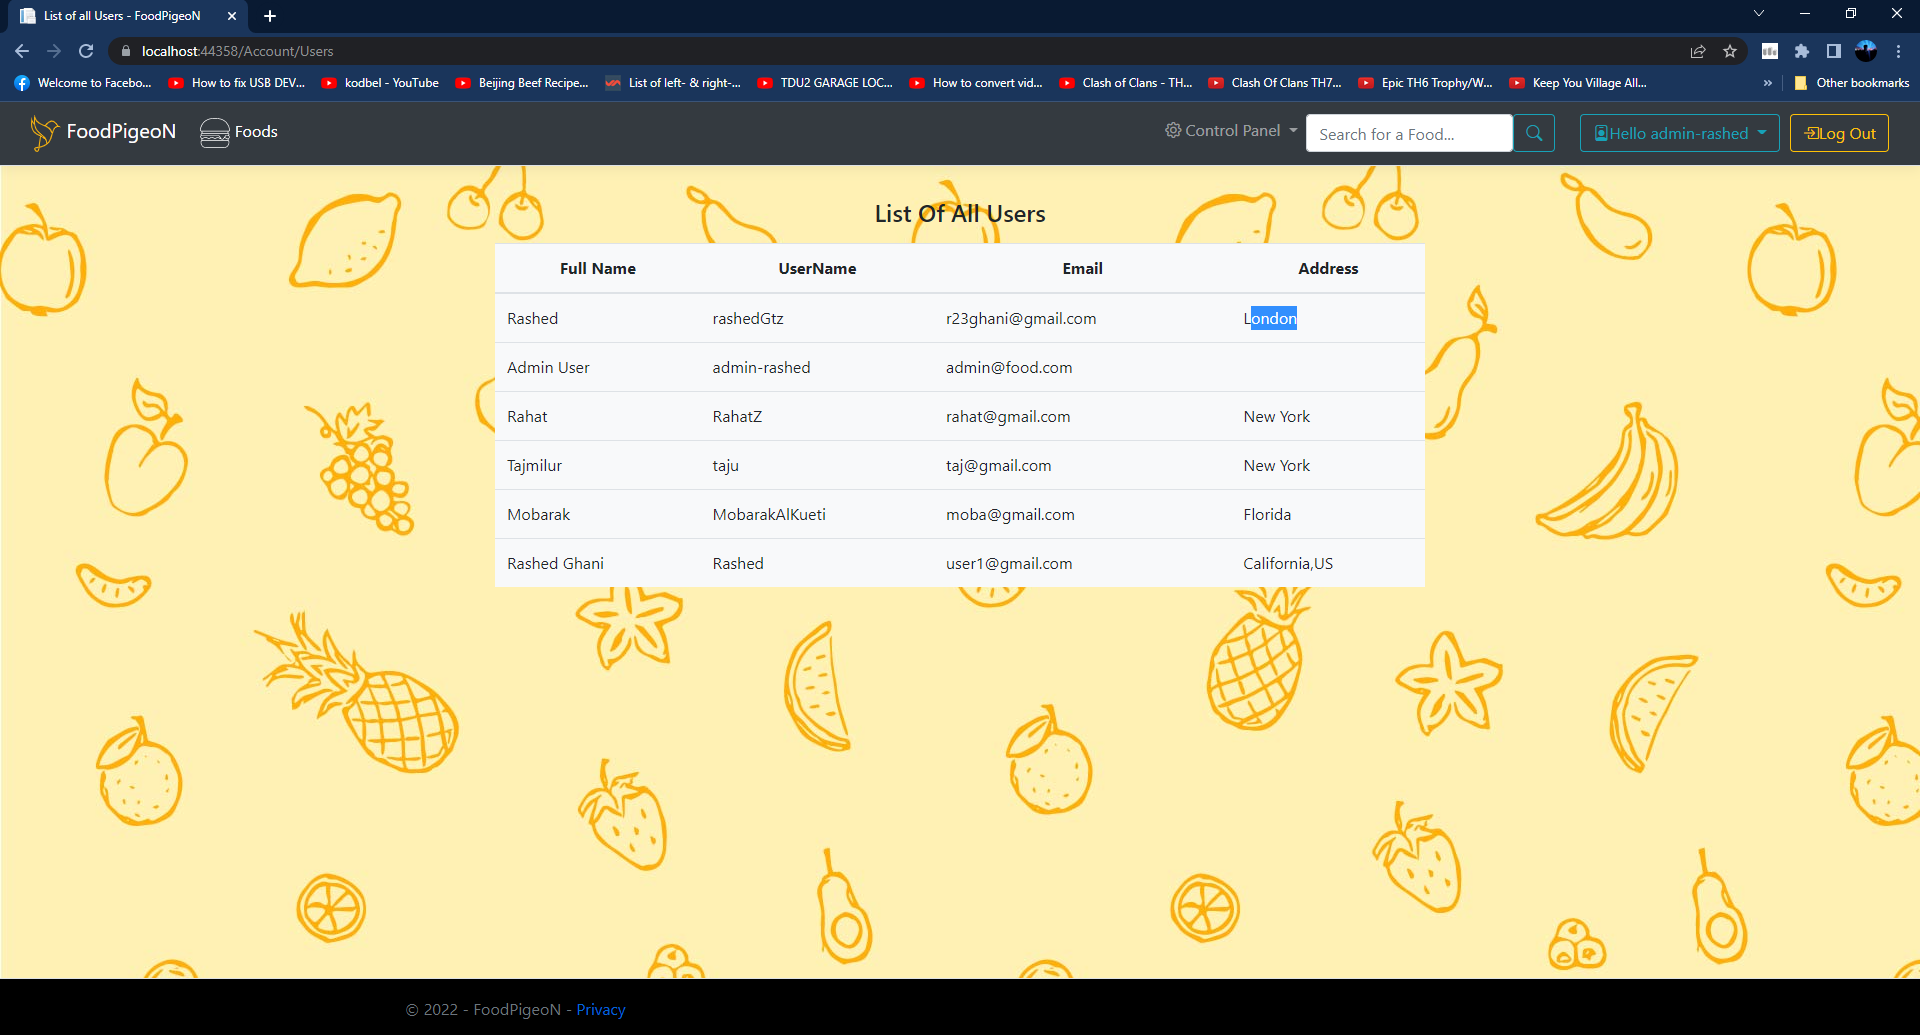 List of all Users - FoodPigeoN
localhost:44358/Account/Users
Welcome to Facebo... How to fix USB DEV... kodbel - YouTube Beijing Beef Recipe... List of left- & right-... TDU2 GARAGE LOC... How to convert vid... Clash of Clans - TH... Clash Of Clans TH7... Epic TH6 Trophy/W... Keep You Village All... » Other bookmarks
FoodPigeoN Foods Control Panel Search for a Food... Hello admin-rashed Log Out
List Of All Users
Full Name UserName Email Address
Rashed rashedGtz r23ghani@gmail.com London
Admin User admin-rashed admin@food.com
Rahat RahatZ rahat@gmail.com New York
Tajmilur taju taj@gmail.com New York
Mobarak MobarakAlKueti moba@gmail.com Florida
Rashed Ghani Rashed user1@gmail.com California,US
© 2022 - FoodPigeoN - Privacy